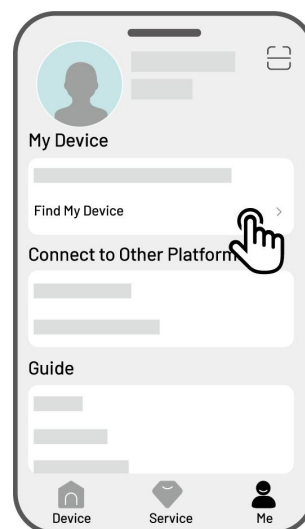 My Device
Find My Device
Connect to Other Platform
Guide
Device Service Me